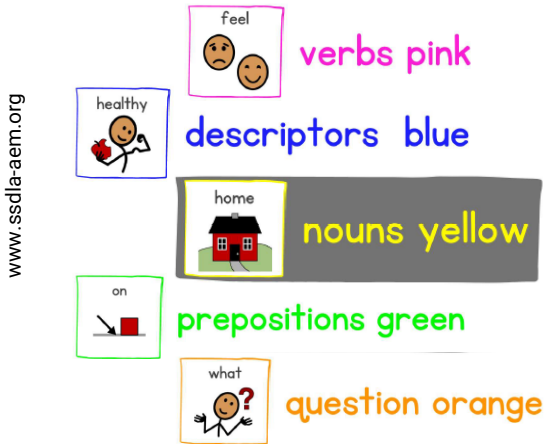 feel
verbs pink
healthy
descriptors blue
home
nouns yellow
on
prepositions green
what
?
question orange
www.ssdla-aem.org